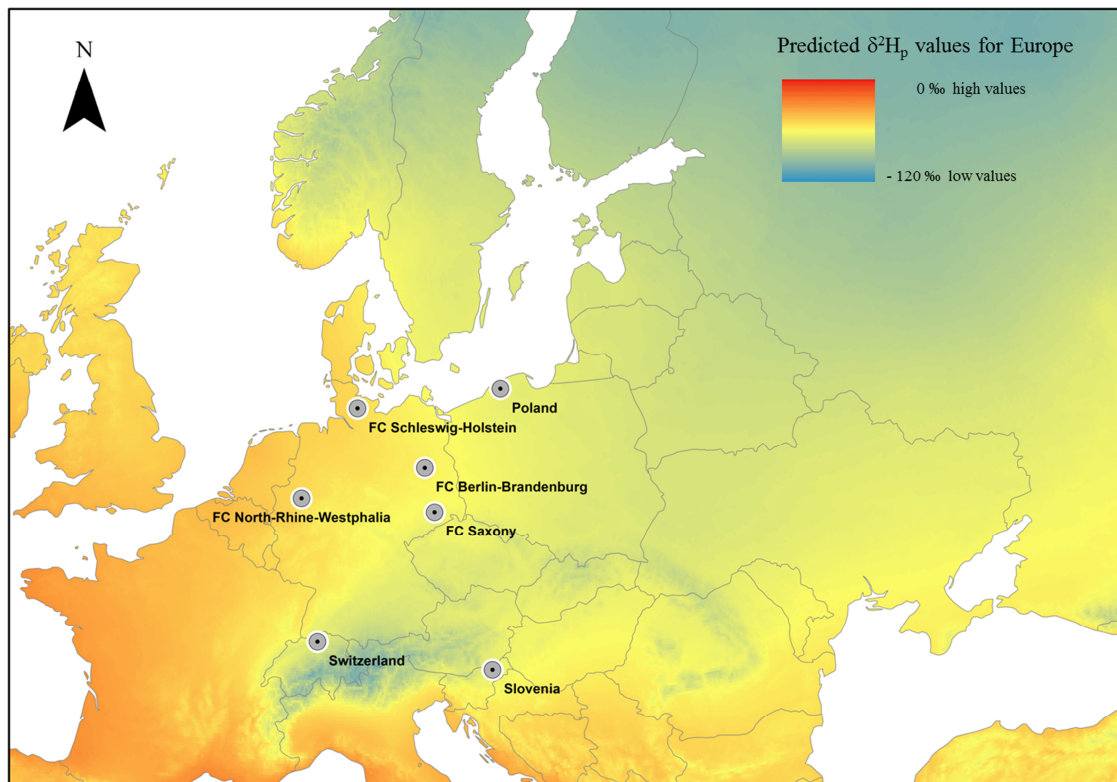 N
Predicted δ²Hₚ values for Europe
0 ‰ high values
- 120 ‰ low values
Poland
FC Schleswig-Holstein
FC Berlin-Brandenburg
FC North-Rhine-Westphalia
FC Saxony
Switzerland
Slovenia